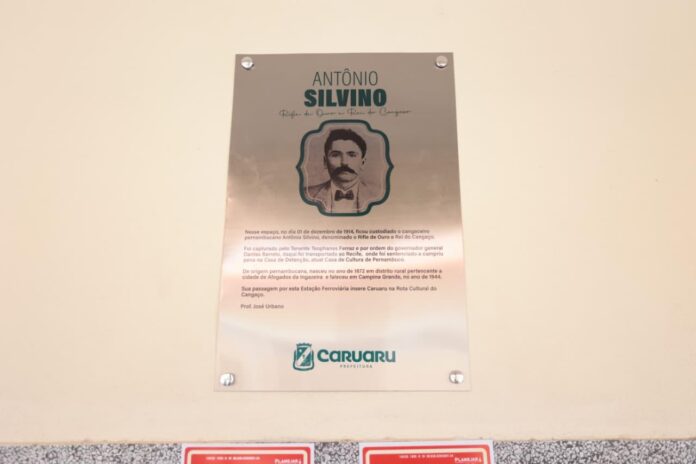 ANTÔNIO
SILVINO
Rifle de Ouro e Rei do Cangaço
Nesse espaço, no dia 01 de dezembro de 1914, ficou custodiado o cangaceiro
pernambucano Antônio Silvino, denominado o Rifle de Ouro e Rei do Cangaço.
Foi capturado pelo Tenente Teophanes Ferraz e por ordem do governador general
Dantas Barreto, daqui foi transportado ao Recife, onde foi sentenciado a cumprir
pena na Casa de Detenção, atual Casa de Cultura de Pernambuco.
De origem pernambucana, nasceu no ano de 1872 em distrito rural pertencente a
cidade de Afogados da Ingazeira e faleceu em Campina Grande, no ano de 1944.
Sua passagem por esta Estação Ferroviária insere Caruaru na Rota Cultural do
Cangaço.
Prof. José Urbano
CARUARU
PREFEITURA